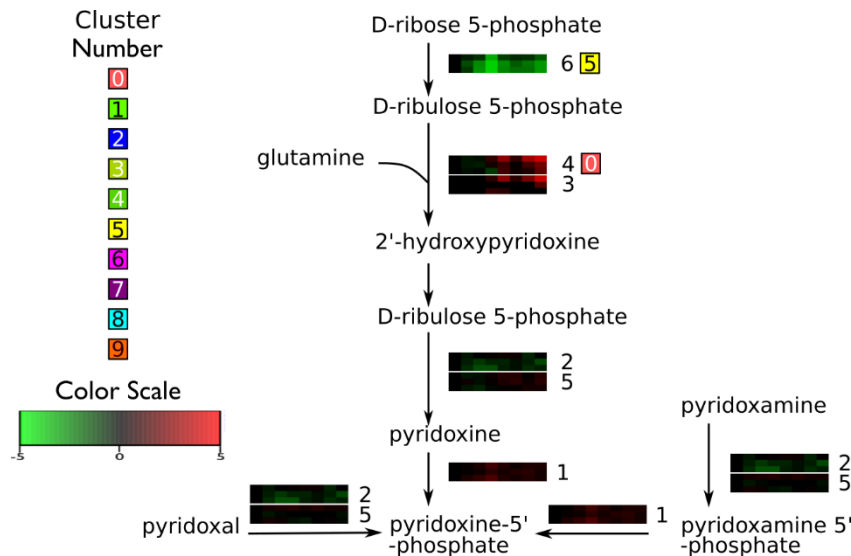 Cluster
Number
0
1
2
3
4
5
6
7
8
9
Color Scale
-5
0
5
D-ribose 5-phosphate
6 5
D-ribulose 5-phosphate
glutamine
4 0
3
2'-hydroxypyridoxine
D-ribulose 5-phosphate
2
5
pyridoxine
1
pyridoxamine
2
5
2
5
pyridoxal
pyridoxine-5'
-phosphate
1
pyridoxamine 5'
-phosphate